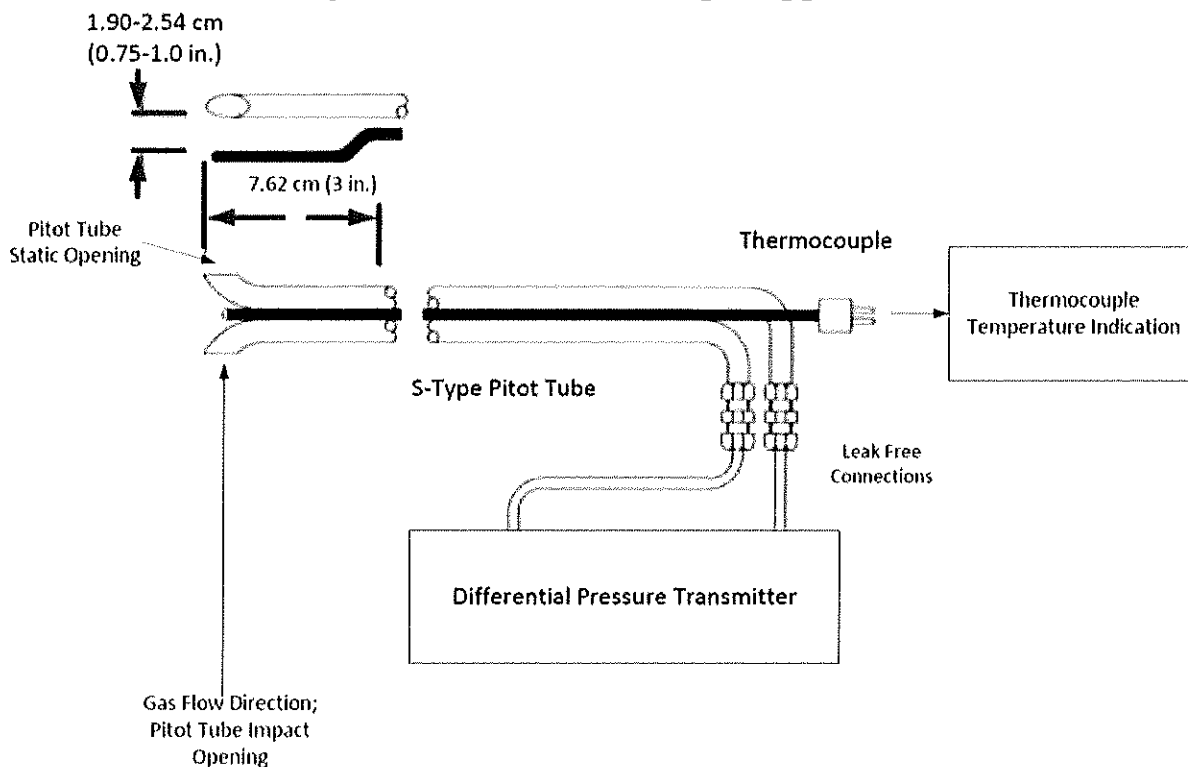 1.90-2.54 cm
(0.75-1.0 in.)
7.62 cm (3 in.)
Pitot Tube
Static Opening
Thermocouple
Thermocouple
Temperature Indication
S-Type Pitot Tube
Leak Free
Connections
Differential Pressure Transmitter
Gas Flow Direction;
Pitot Tube Impact
Opening